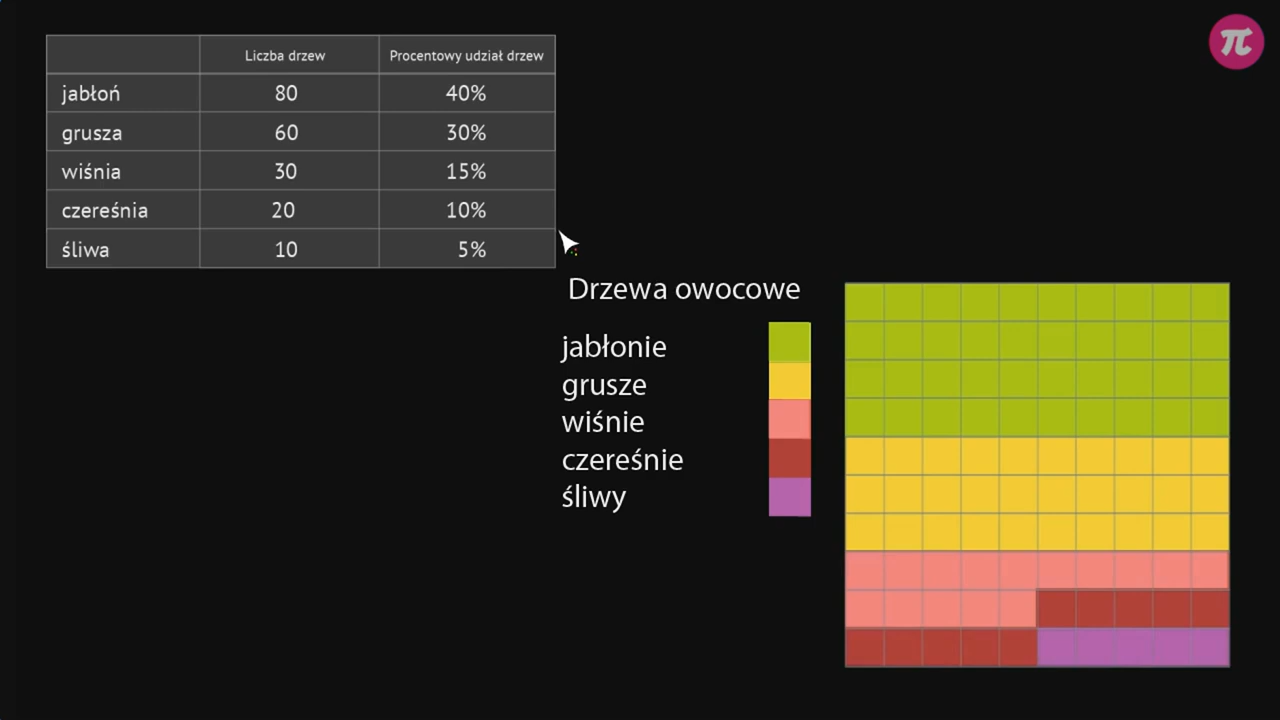 Liczba drzew Procentowy udział drzew
jabłoń 80 40%
grusza 60 30%
wiśnia 30 15%
czereśnia 20 10%
śliwa 10 5%
Drzewa owocowe
jabłonie
grusze
wiśnie
czereśnie
śliwy
π